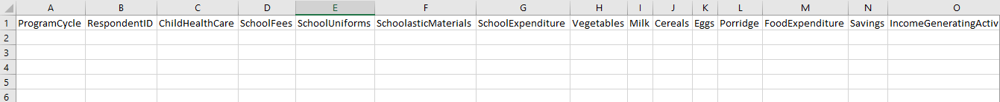 A B C D E F G H I J K L M N O
1 ProgramCycle RespondentID ChildHealthCare SchoolFees SchoolUniforms SchoolasticMaterials SchoolExpenditure Vegetables Milk Cereals Eggs Porridge FoodExpenditure Savings IncomeGeneratingActiv
2
3
4
5
6